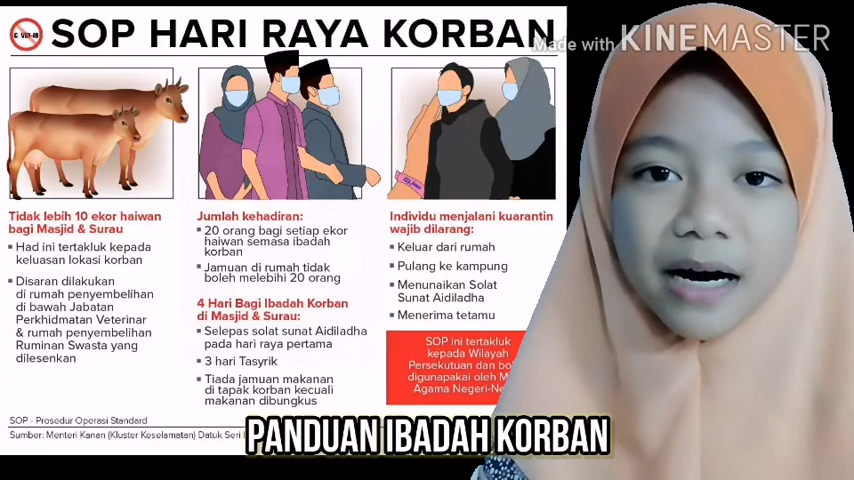 SOP HARI RAYA KORBAN
Made with KINEMASTER
Tidak lebih 10 ekor haiwan
bagi Masjid & Surau
▪ Had ini tertakluk kepada
keluasan lokasi korban
▪ Disaran dilakukan
di rumah penyembelihan
di bawah Jabatan
Perkhidmatan Veterinar
& rumah penyembelihan
Ruminan Swasta yang
dilesenkan
Jumlah kehadiran:
▪ 20 orang bagi setiap ekor
haiwan semasa ibadah
korban
▪ Jamuan di rumah tidak
boleh melebihi 20 orang
4 Hari Bagi Ibadah Korban
di Masjid & Surau:
▪ Selepas solat sunat Aidiladha
pada hari raya pertama
▪ 3 hari Tasyrik
▪ Tiada jamuan makanan
di tapak korban kecuali
makanan dibungkus
Individu menjalani kuarantin
wajib dilarang:
▪ Keluar dari rumah
▪ Pulang ke kampung
▪ Menunaikan Solat
Sunat Aidiladha
▪ Menerima tetamu
SOP ini tertakluk
kepada Wilayah
Persekutuan dan
digunapakai oleh
Agama
SOP - Prosedur Operasi Standard
Sumber: Menteri Kanan (Kluster Keselamatan) Datuk Seri
PANDUAN IBADAH KORBAN